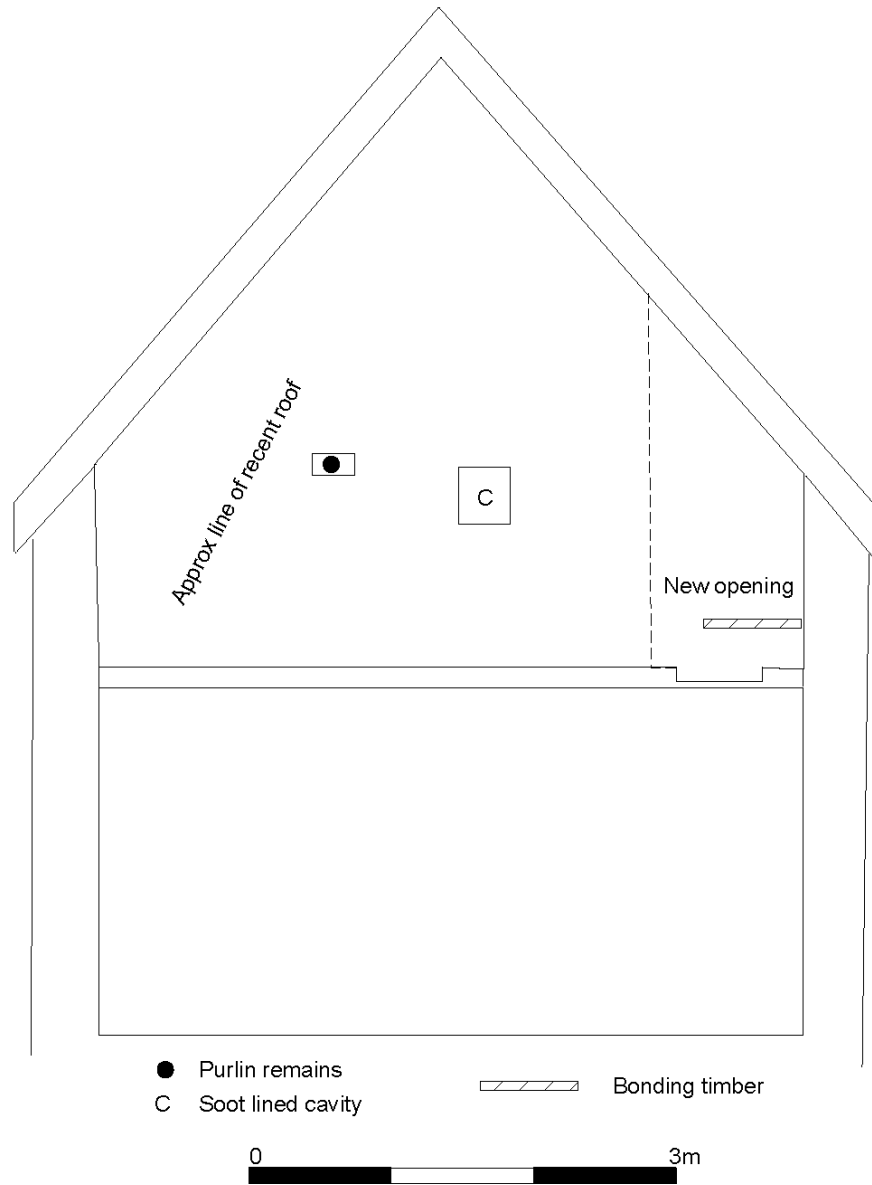 Approx line of recent roof
C
New opening
Purlin remains
C Soot lined cavity
Bonding timber
0 3m